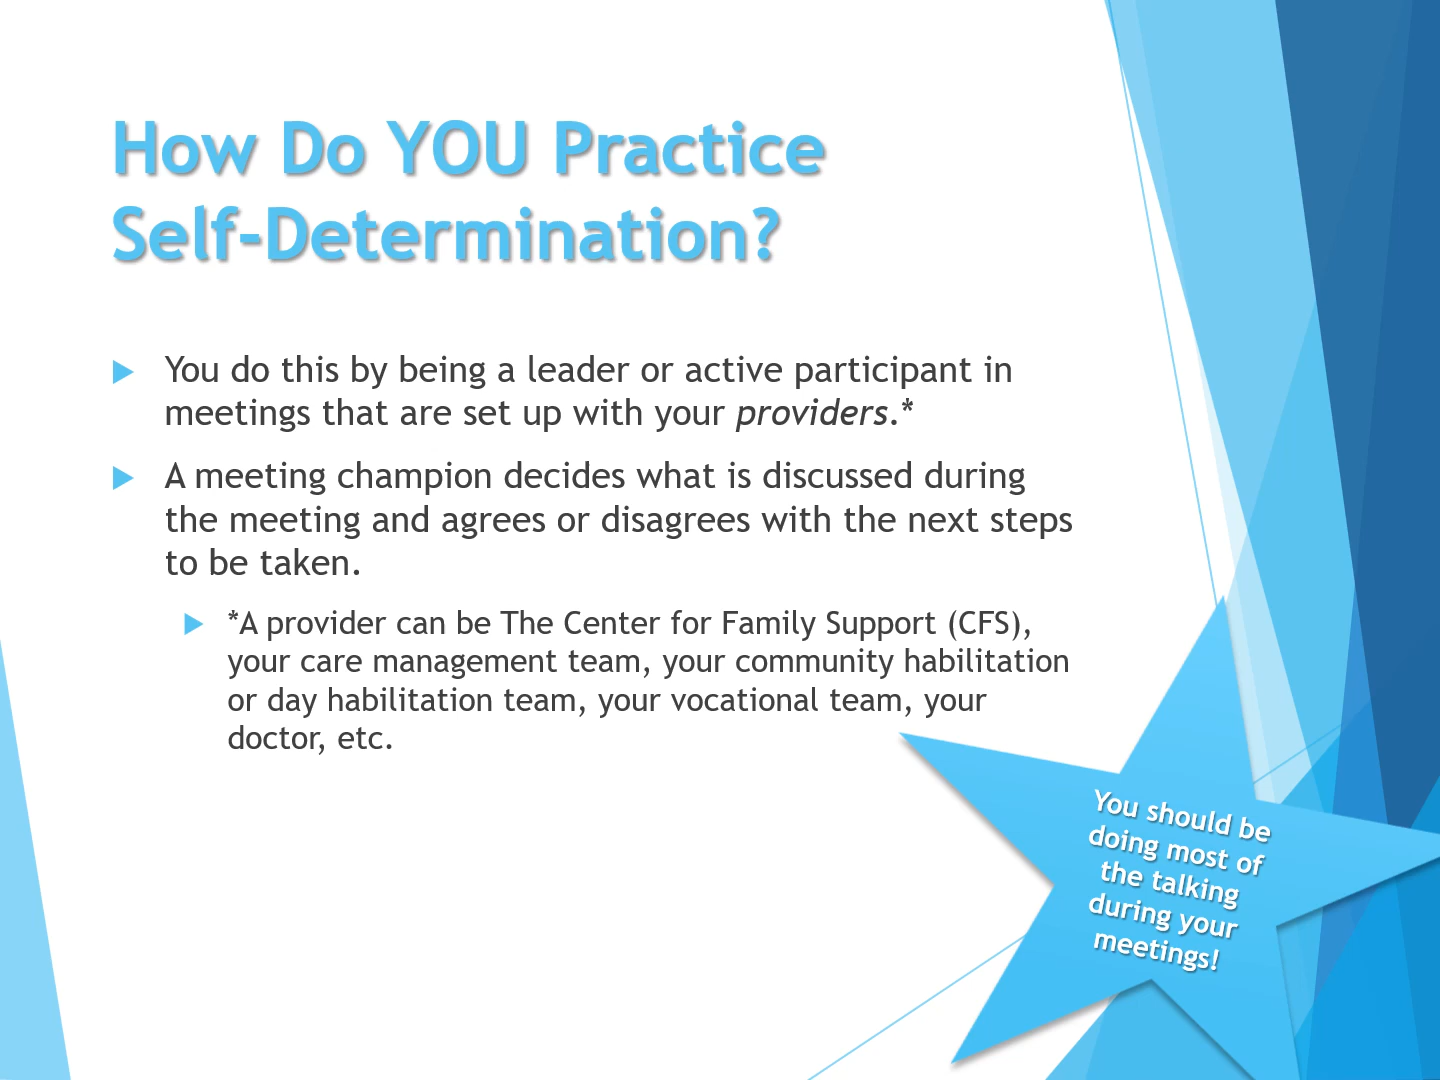 How Do YOU Practice
Self-Determination?
You do this by being a leader or active participant in
meetings that are set up with your providers.*
A meeting champion decides what is discussed during
the meeting and agrees or disagrees with the next steps
to be taken.
*A provider can be The Center for Family Support (CFS),
your care management team, your community habilitation
or day habilitation team, your vocational team, your
doctor, etc.
You should be
doing most of
the talking
during your
meetings!